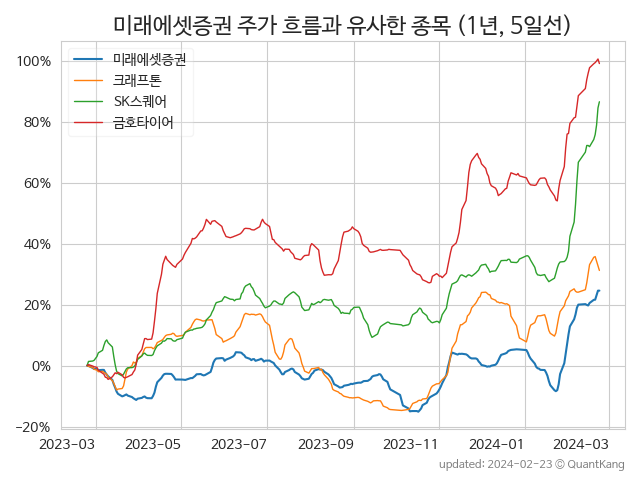 미래에셋증권 주가 흐름과 유사한 종목 (1년, 5일선)
미래에셋증권
크래프톤
SK스퀘어
금호타이어
100%
80%
60%
40%
20%
0%
−20%
2023-03 2023-05 2023-07 2023-09 2023-11 2024-01 2024-03
updated: 2024-02-23 © QuantKang